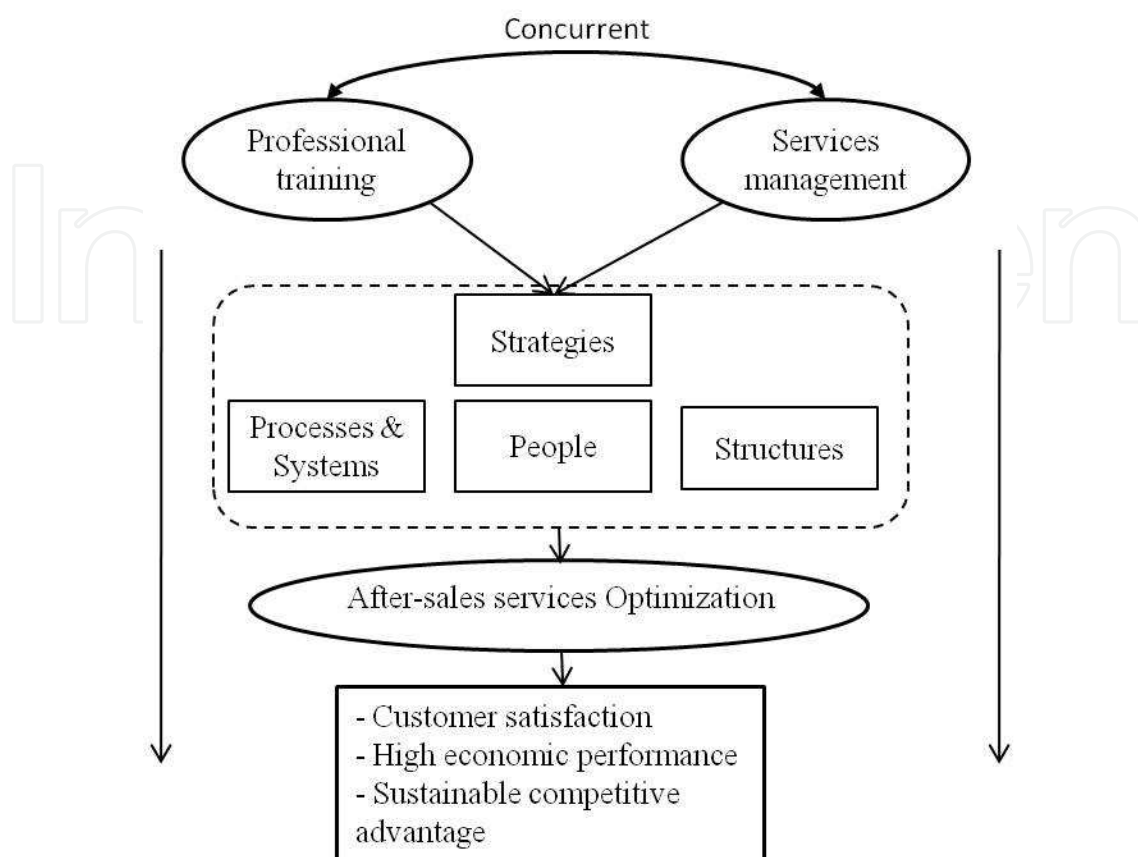 Concurrent
Professional
training
Services
management
Strategies
Processes &
Systems
People
Structures
After-sales services Optimization
- Customer satisfaction
- High economic performance
- Sustainable competitive
advantage